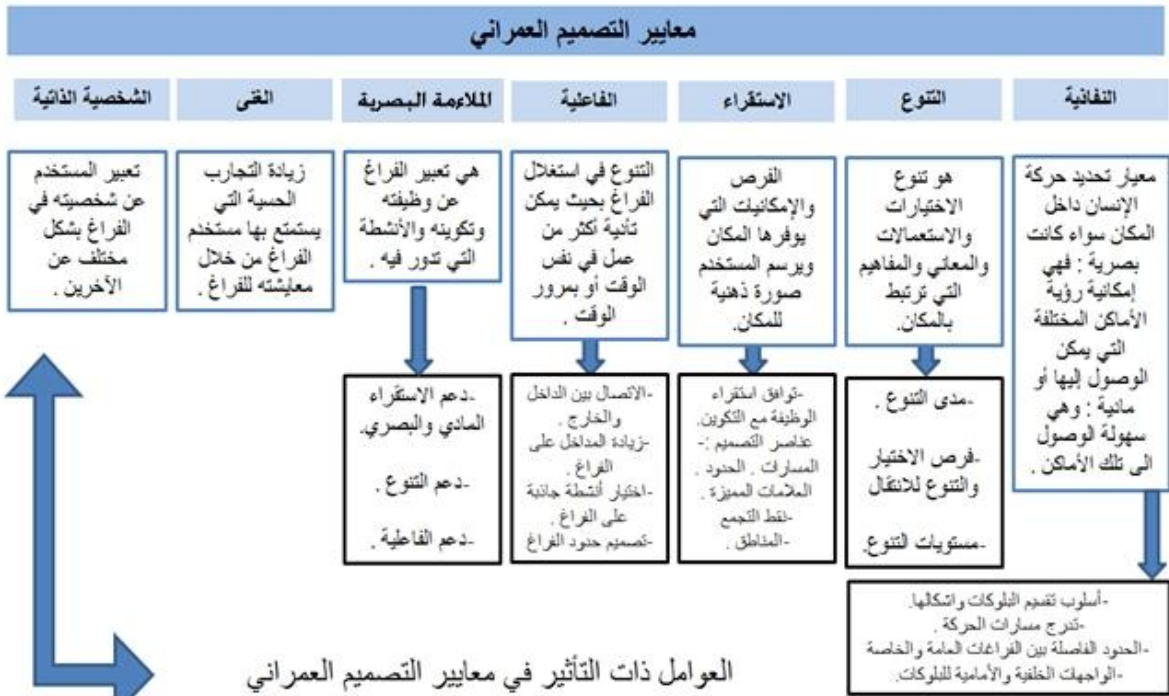 معايير التصميم العمراني
النفاذية
التنوع
الاستقراء
الفاعلية
الملاءمة البصرية
الغنى
الشخصية الذاتية
معيار تحديد حركة
الإنسان داخل
المكان سواء كانت
بصرية : فهي
إمكانية رؤية
الأماكن المختلفة
التي يمكن
الوصول إليها أو
مادية : وهي
سهولة الوصول
الى تلك الأماكن .
هو تنوع
الاختيارات
والاستعمالات
والمعاني والمفاهيم
التي ترتبط
بالمكان.
الفرص
والإمكانيات التي
يوفرها المكان
ويرسم المستخدم
صورة ذهنية
للمكان.
التنوع في استغلال
الفراغ بحيث يمكن
تأدية أكثر من
عمل في نفس
الوقت أو بمرور
الوقت .
هي تعبير الفراغ
عن وظيفته
وتكوينه والأنشطة
التي تدور فيه .
زيادة التجارب
الحسية التي
يستمتع بها مستخدم
الفراغ من خلال
معايشته للفراغ .
تعبير المستخدم
عن شخصيته في
الفراغ بشكل
مختلف عن
الآخرين .
-أسلوب تقسيم البلوكات واشكالها.
-تدرج مسارات الحركة .
-الحدود الفاصلة بين الفراغات العامة والخاصة
الواجهات الخلفية والأمامية للبلوكات.
-مدى التنوع .
-فرص الاختيار
والتنوع للانتقال
-مستويات التنوع.
-توافق استقراء
الوظيفة مع التكوين.
عناصر التصميم :-
المسارات . الحدود .
العلامات المميزة .
-نقط التجمع
-المناطق .
-الاتصال بين الداخل
والخارج .
-زيادة المداخل على
الفراغ .
-اختيار أنشطة جاذبة
على الفراغ .
-تصميم حدود الفراغ
-دعم الاستقراء
المادي والبصري.
-دعم التنوع .
-دعم الفاعلية .
العوامل ذات التأثير في معايير التصميم العمراني